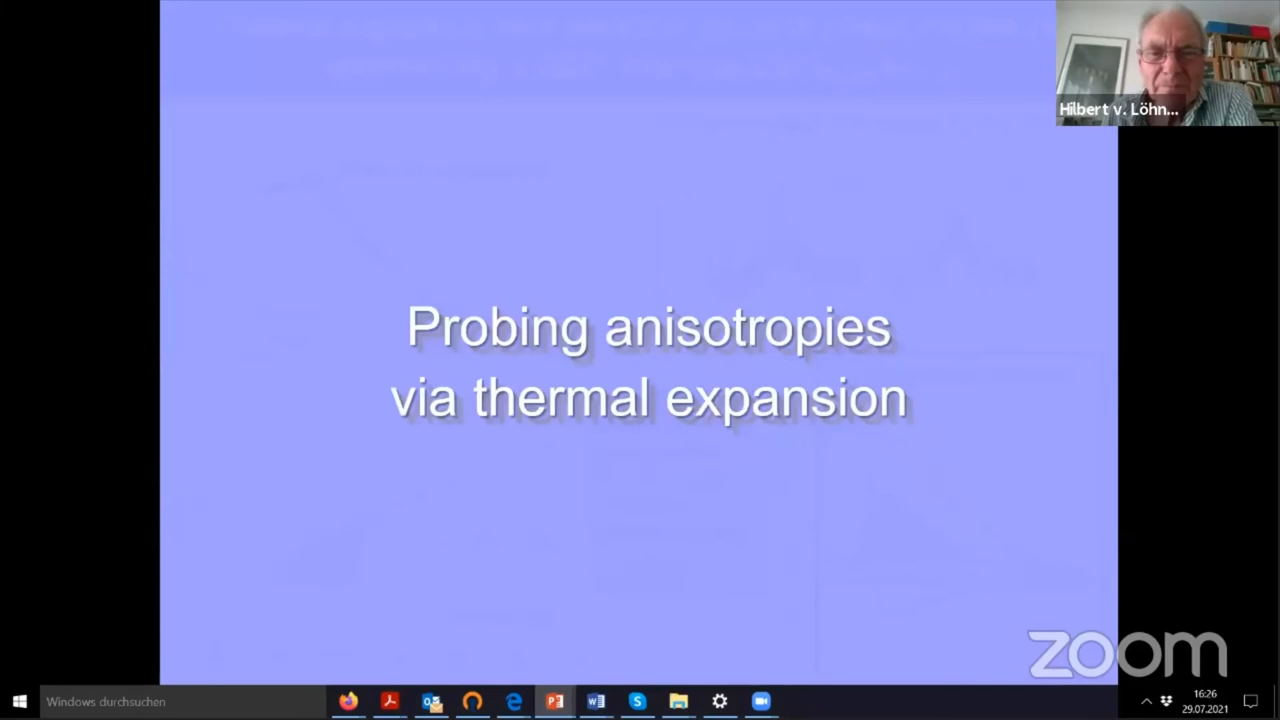 Hilbert v. Löhn...
Probing anisotropies
via thermal expansion
zoom
Windows durchsuchen
16:26
29.07.2021